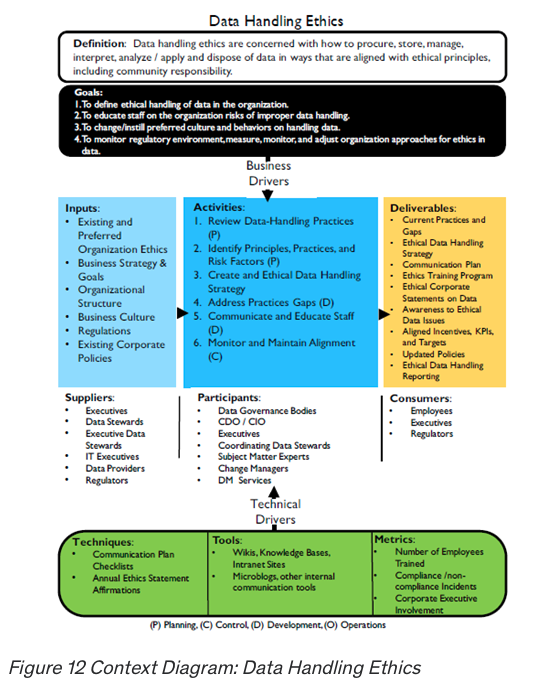 Data Handling Ethics
Definition: Data handling ethics are concerned with how to procure, store, manage,
interpret, analyze / apply and dispose of data in ways that are aligned with ethical principles,
including community responsibility.
Goals:
1.To define ethical handling of data in the organization.
2.To educate staff on the organization risks of improper data handling.
3.To change/instill preferred culture and behaviors on handling data.
4.To monitor regulatory environment, measure, monitor, and adjust organization approaches for ethics in
data.
Business
Drivers
Inputs:
• Existing and
Preferred
Organization Ethics
• Business Strategy &
Goals
• Organizational
Structure
• Business Culture
• Regulations
• Existing Corporate
Policies
Activities:
1. Review Data-Handling Practices
(P)
2. Identify Principles, Practices, and
Risk Factors (P)
3. Create and Ethical Data Handling
Strategy
4. Address Practices Gaps (D)
5. Communicate and Educate Staff
(D)
6. Monitor and Maintain Alignment
(C)
Deliverables:
• Current Practices and
Gaps
• Ethical Data Handling
Strategy
• Communication Plan
• Ethics Training Program
• Ethical Corporate
Statements on Data
• Awareness to Ethical
Data Issues
• Aligned Incentives, KPIs,
and Targets
• Updated Policies
• Ethical Data Handling
Reporting
Suppliers:
• Executives
• Data Stewards
• Executive Data
Stewards
• IT Executives
• Data Providers
• Regulators
Participants:
• Data Governance Bodies
• CDO / CIO
• Executives
• Coordinating Data Stewards
• Subject Matter Experts
• Change Managers
• DM Services
Consumers:
• Employees
• Executives
• Regulators
Technical
Drivers
Techniques:
• Communication Plan
Checklists
• Annual Ethics Statement
Affirmations
Tools:
• Wikis, Knowledge Bases,
Intranet Sites
• Microblogs, other internal
communication tools
Metrics:
• Number of Employees
Trained
• Compliance /non-
compliance Incidents
• Corporate Executive
Involvement
(P) Planning, (C) Control, (D) Development, (O) Operations
Figure 12 Context Diagram: Data Handling Ethics